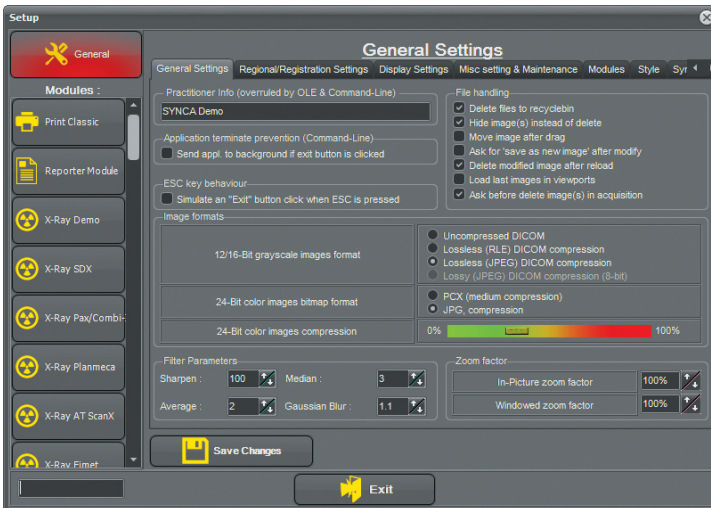 Setup
General
Modules :
Print Classic
Reporter Module
X-Ray Demo
X-Ray SDX
X-Ray Pax/Combi-
X-Ray Planmeca
X-Ray AT ScanX
X-Ray Fimet
General Settings
General Settings Regional/Registration Settings Display Settings Misc setting & Maintenance Modules Style Syr
Practitioner Info (overruled by OLE & Command-Line)
SYNCA Demo
Application terminate prevention (Command-Line)
Send appl. to background if exit button is clicked
ESC key behaviour
Simulate an "Exit" button click when ESC is pressed
File handling
Delete files to recyclebin
Hide image(s) instead of delete
Move image after drag
Ask for 'save as new image' after modify
Delete modified image after reload
Load last images in viewports
Ask before delete image(s) in acquisition
Image formats
12/16-Bit grayscale images format
Uncompressed DICOM
Lossless (RLE) DICOM compression
Lossless (JPEG) DICOM compression
Lossy (JPEG) DICOM compression (8-bit)
24-Bit color images bitmap format
PCX (medium compression)
JPG, compression
24-Bit color images compression
0% 100%
Filter Parameters
Sharpen : 100 Median : 3
Average : 2 Gaussian Blur : 1.1
Zoom factor
In-Picture zoom factor 100%
Windowed zoom factor 100%
Save Changes
Exit